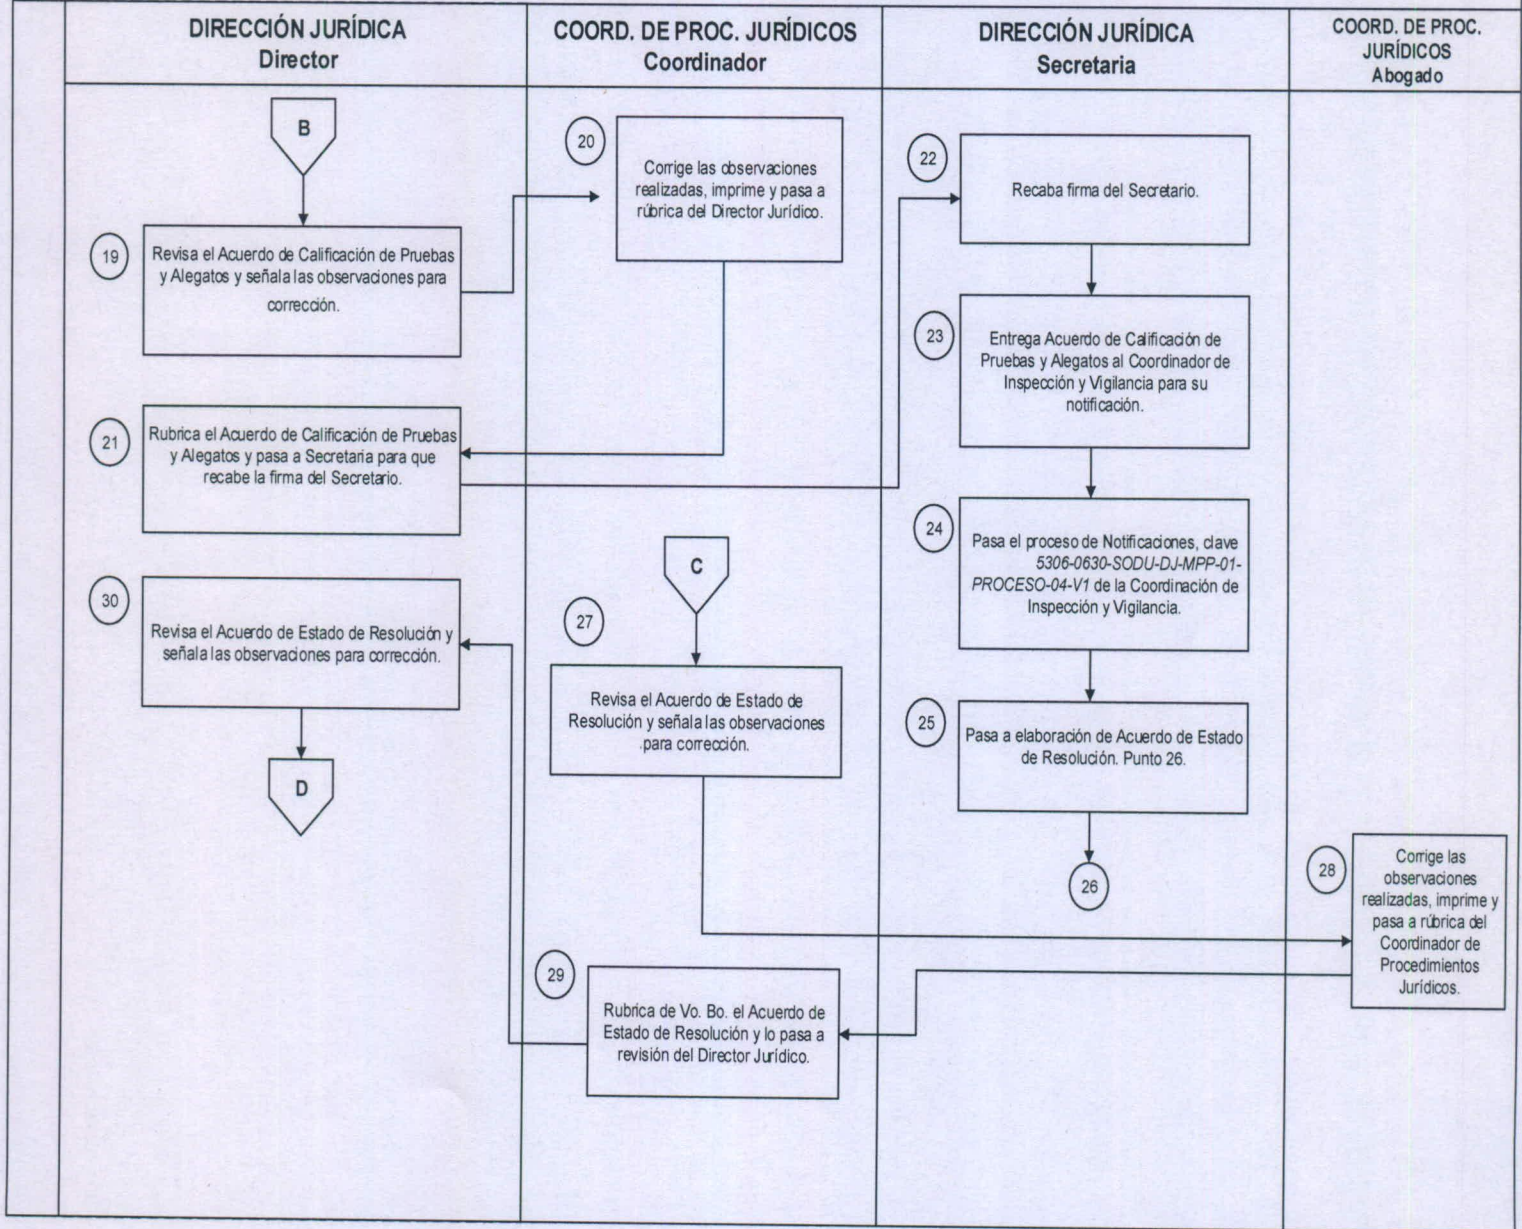 DIRECCIÓN JURÍDICA
Director
COORD. DE PROC. JURÍDICOS
Coordinador
DIRECCIÓN JURÍDICA
Secretaria
COORD. DE PROC.
JURÍDICOS
Abogado
B
19
Revisa el Acuerdo de Calificación de Pruebas
y Alegatos y señala las observaciones para
corrección.
20
Corrige las observaciones
realizadas, imprime y pasa a
rúbrica del Director Jurídico.
21
Rubrica el Acuerdo de Calificación de Pruebas
y Alegatos y pasa a Secretaria para que
recabe la firma del Secretario.
22
Recaba firma del Secretario.
23
Entrega Acuerdo de Calificación de
Pruebas y Alegatos al Coordinador de
Inspección y Vigilancia para su
notificación.
24
Pasa el proceso de Notificaciones, clave
5306-0630-SODU-DJ-MPP-01-
PROCESO-04-V1 de la Coordinación de
Inspección y Vigilancia.
25
Pasa a elaboración de Acuerdo de Estado
de Resolución. Punto 26.
26
C
27
Revisa el Acuerdo de Estado de
Resolución y señala las observaciones
para corrección.
28
Corrige las
observaciones
realizadas, imprime y
pasa a rúbrica del
Coordinador de
Procedimientos
Jurídicos.
29
Rubrica de Vo. Bo. el Acuerdo de
Estado de Resolución y lo pasa a
revisión del Director Jurídico.
30
Revisa el Acuerdo de Estado de Resolución y
señala las observaciones para corrección.
D